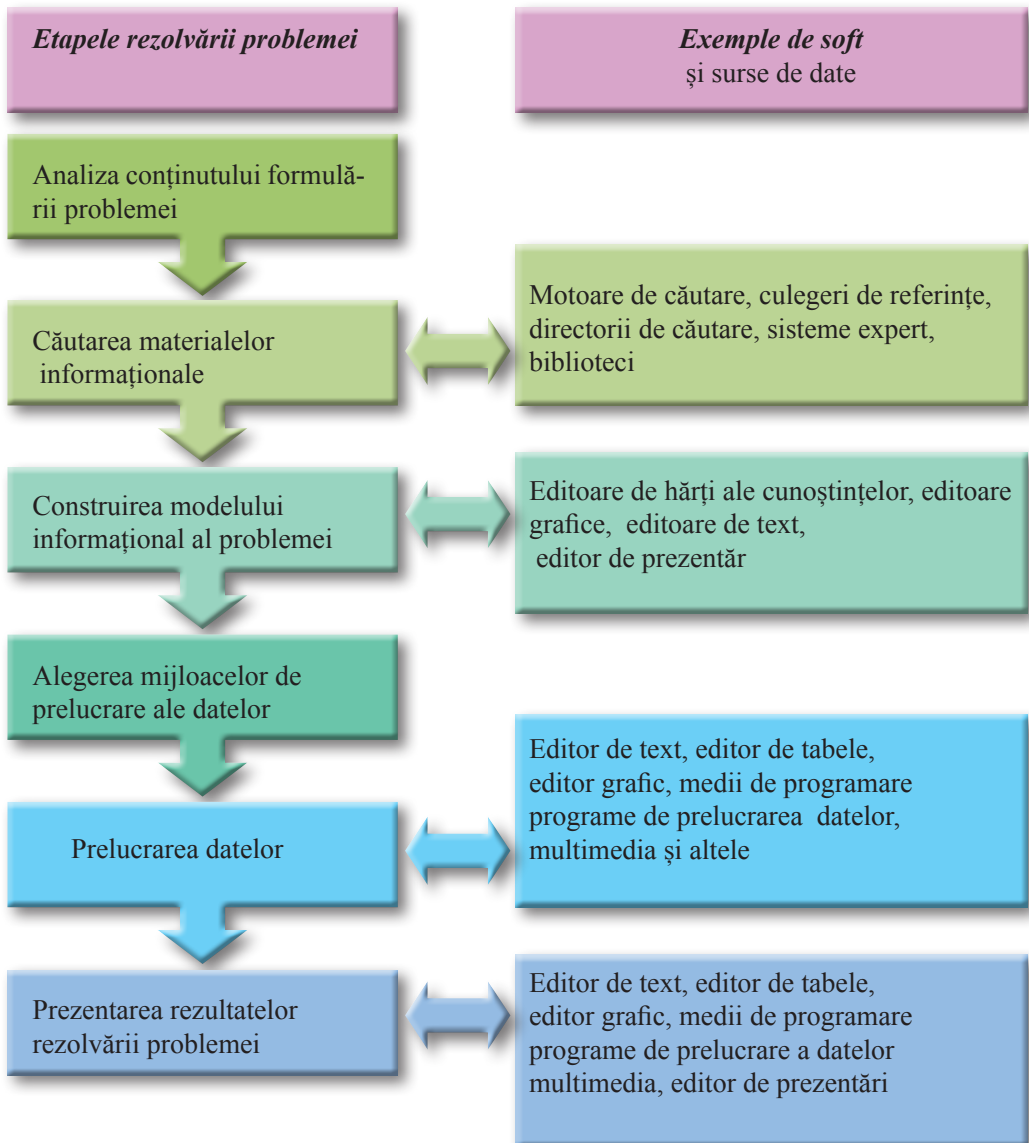 Etapele rezolvării problemei
Exemple de soft
și surse de date
Analiza conținutului formulă-
rii problemei
Căutarea materialelor
informaționale
Motoare de căutare, culegeri de referințe,
directorii de căutare, sisteme expert,
biblioteci
Construirea modelului
informațional al problemei
Editoare de hărți ale cunoștințelor, editoare
grafice, editoare de text,
editor de prezentăr
Alegerea mijloacelor de
prelucrare ale datelor
Prelucrarea datelor
Editor de text, editor de tabele,
editor grafic, medii de programare
programe de prelucrarea datelor,
multimedia și altele
Prezentarea rezultatelor
rezolvării problemei
Editor de text, editor de tabele,
editor grafic, medii de programare
programe de prelucrare a datelor
multimedia, editor de prezentări